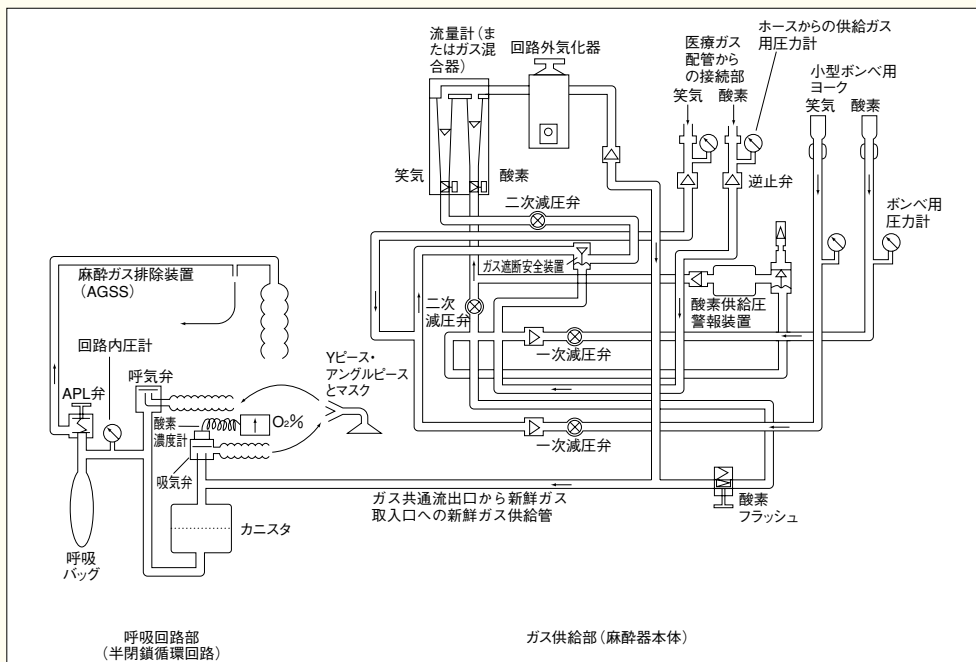 流量計（ま
たはガス混
合器）
回路外気化器
医療ガス
配管から
の接続部
笑気
酸素
ホースからの供給ガス
用圧力計
小型ボンベ用
ヨーク
笑気
酸素
笑気
酸素
二次減圧弁
逆止弁
ボンベ用
圧力計
ガス遮断安全装置
麻酔ガス排除装置
（AGSS）
二次
減圧弁
酸素供給圧
警報装置
回路内圧計
Yピース・
アングルピース
とマスク
一次減圧弁
APL弁
呼気弁
酸素
濃度計
O₂%
吸気弁
一次減圧弁
ガス共通流出口から新鮮ガス
取入口への新鮮ガス供給管
酸素
フラッシュ
カニスタ
呼吸
バッグ
呼吸回路部
（半閉鎖循環回路）
ガス供給部（麻酔器本体）